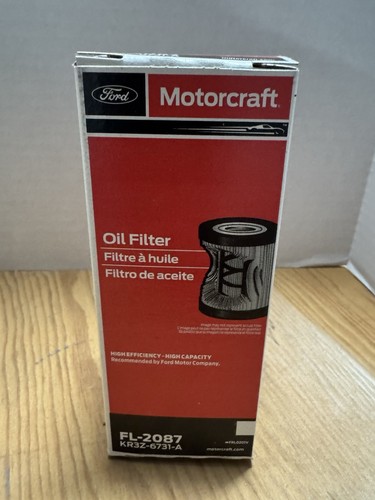 Ford
Motorcraft
Oil Filter
Filtre à huile
Filtro de aceite
HIGH EFFICIENCY - HIGH CAPACITY
Recommended by Ford Motor Company.
FL-2087
KR3Z-6731-A
motorcraft.com